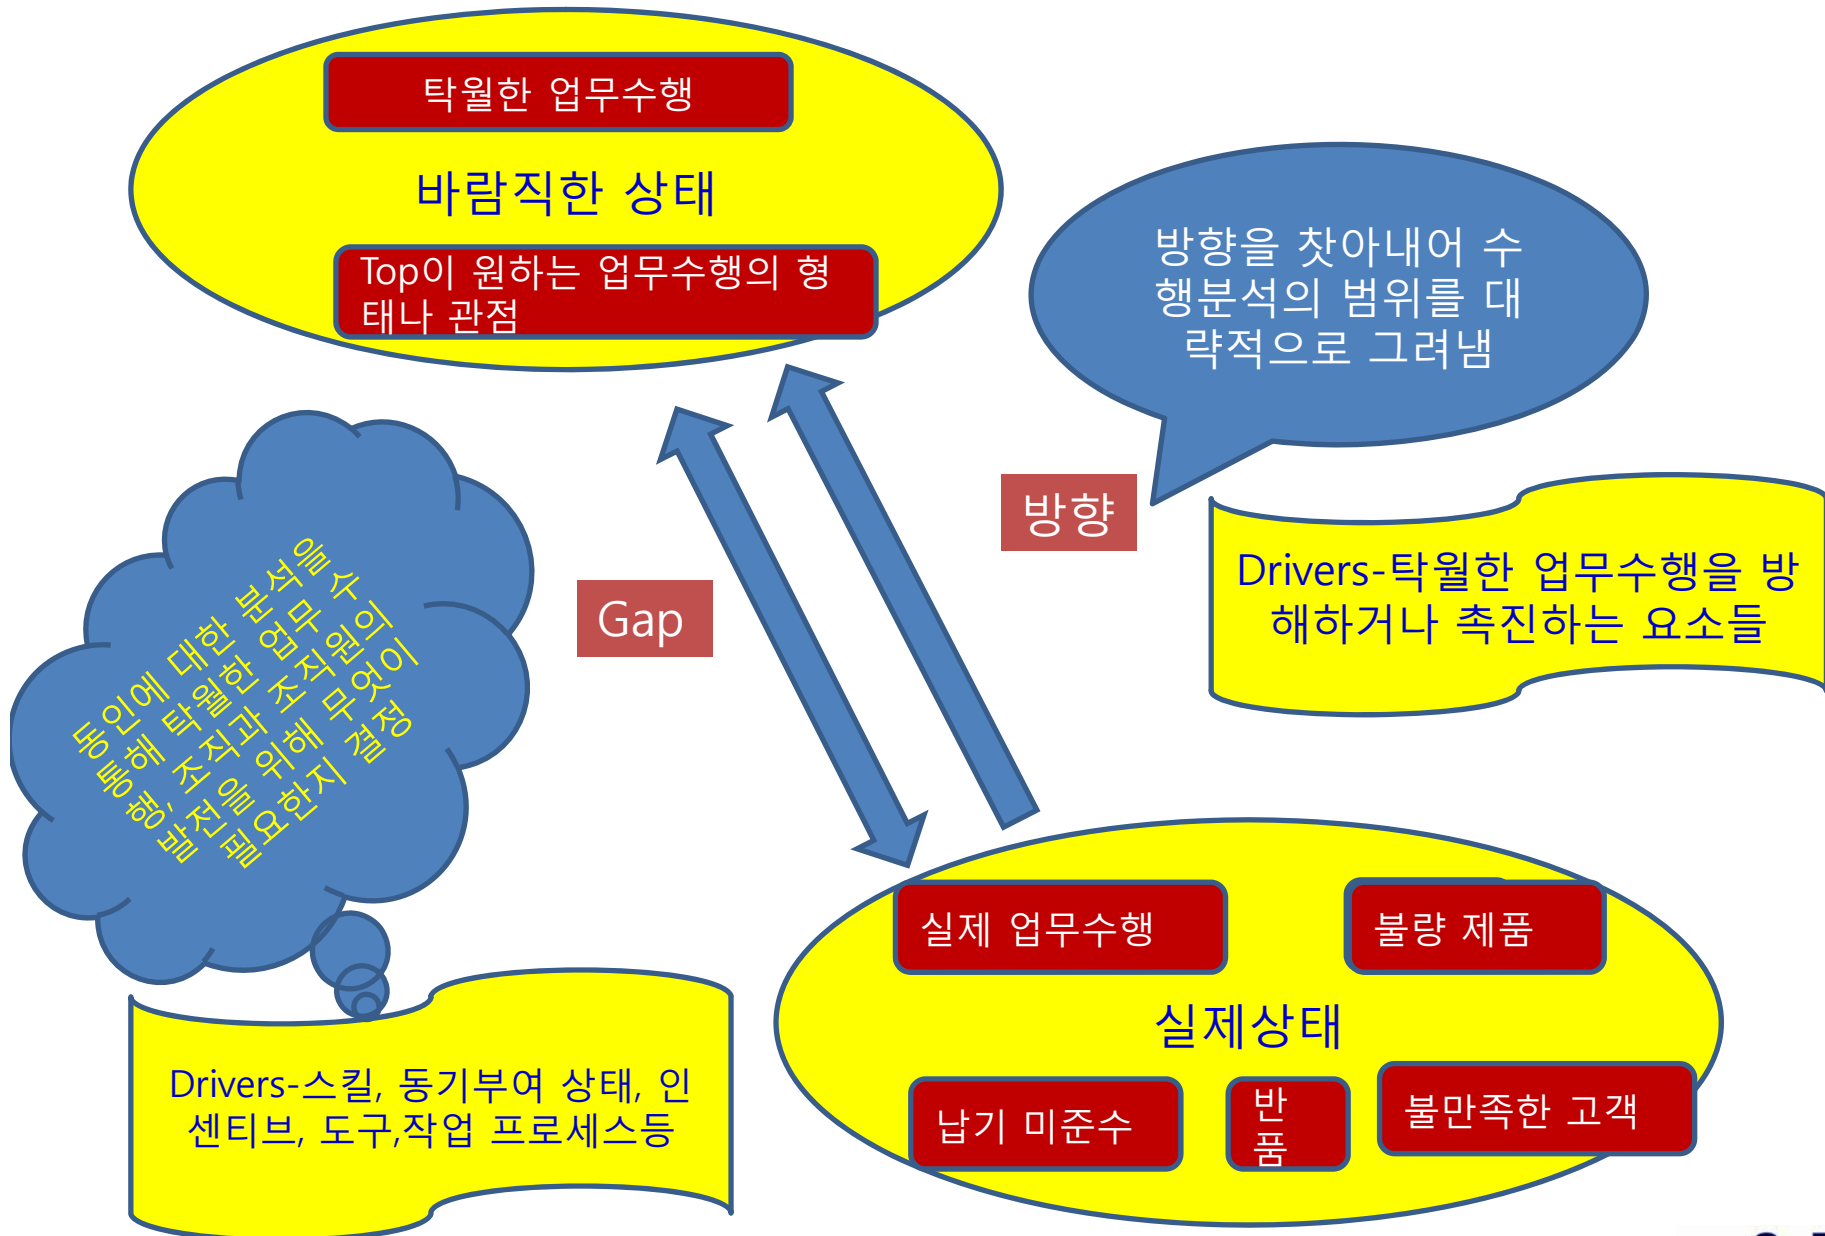 탁월한 업무수행
바람직한 상태
Top이 원하는 업무수행의 형
태나 관점
방향을 찻아내어 수
행분석의 범위를 대
략적으로 그려냄
방향
Gap
Drivers-탁월한 업무수행을 방
해하거나 촉진하는 요소들
동인에 대한 분석을
통해 탁월한 업무 수
행, 조직과 조직원의
발전을 위해 무엇이
필요한지 결정
실제 업무수행
불량 제품
실제상태
납기 미준수
반
품
불만족한 고객
Drivers-스킬, 동기부여 상태, 인
센티브, 도구,작업 프로세스등